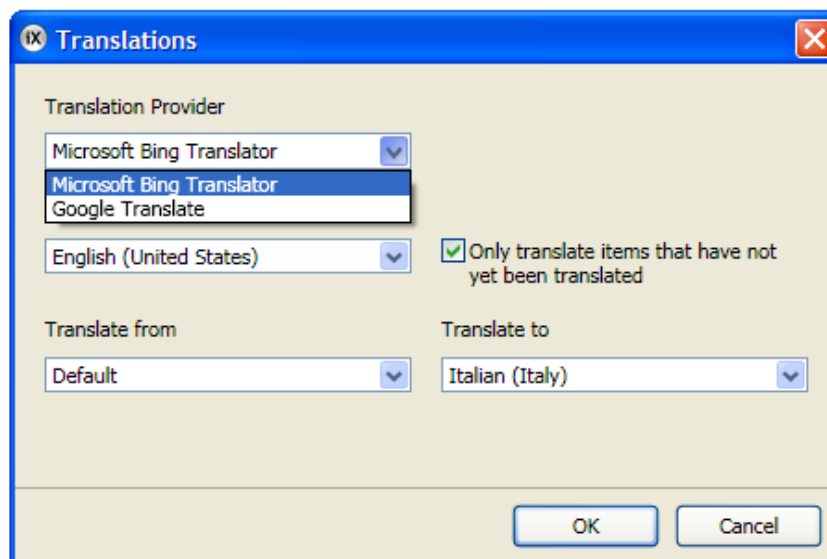 iX Translations
Translation Provider
Microsoft Bing Translator
Microsoft Bing Translator
Google Translate
English (United States)
Only translate items that have not
yet been translated
Translate from
Translate to
Default
Italian (Italy)
OK
Cancel